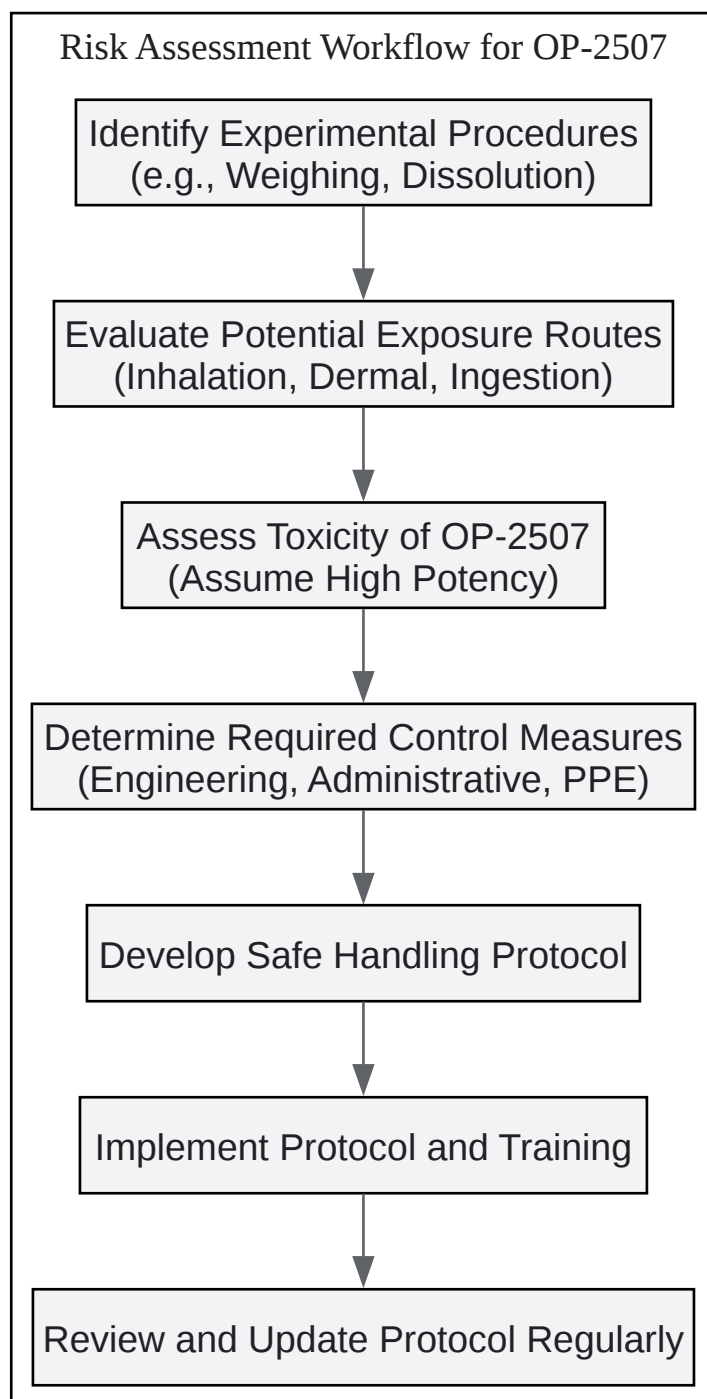 Risk Assessment Workflow for OP-2507
Identify Experimental Procedures
(e.g., Weighing, Dissolution)
Evaluate Potential Exposure Routes
(Inhalation, Dermal, Ingestion)
Assess Toxicity of OP-2507
(Assume High Potency)
Determine Required Control Measures
(Engineering, Administrative, PPE)
Develop Safe Handling Protocol
Implement Protocol and Training
Review and Update Protocol Regularly